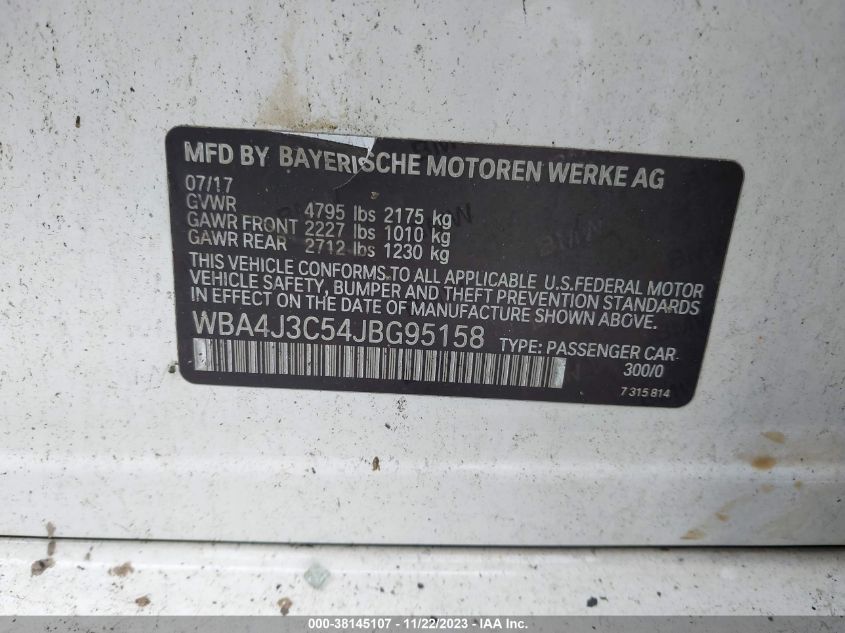 MFD BY BAYERISCHE MOTOREN WERKE AG
07/17
GVWR 4795 lbs 2175 kg
GAWR FRONT 2227 lbs 1010 kg
GAWR REAR 2712 lbs 1230 kg
THIS VEHICLE CONFORMS TO ALL APPLICABLE U.S.FEDERAL MOTOR
VEHICLE SAFETY, BUMPER AND THEFT PREVENTION STANDARDS
IN EFFECT ON THE DATE OF MANUFACTURE SHOWN ABOVE.
WBA4J3C54JBG95158 TYPE: PASSENGER CAR
300/0
7 315 814
000-38145107 - 11/22/2023 - IAA Inc.